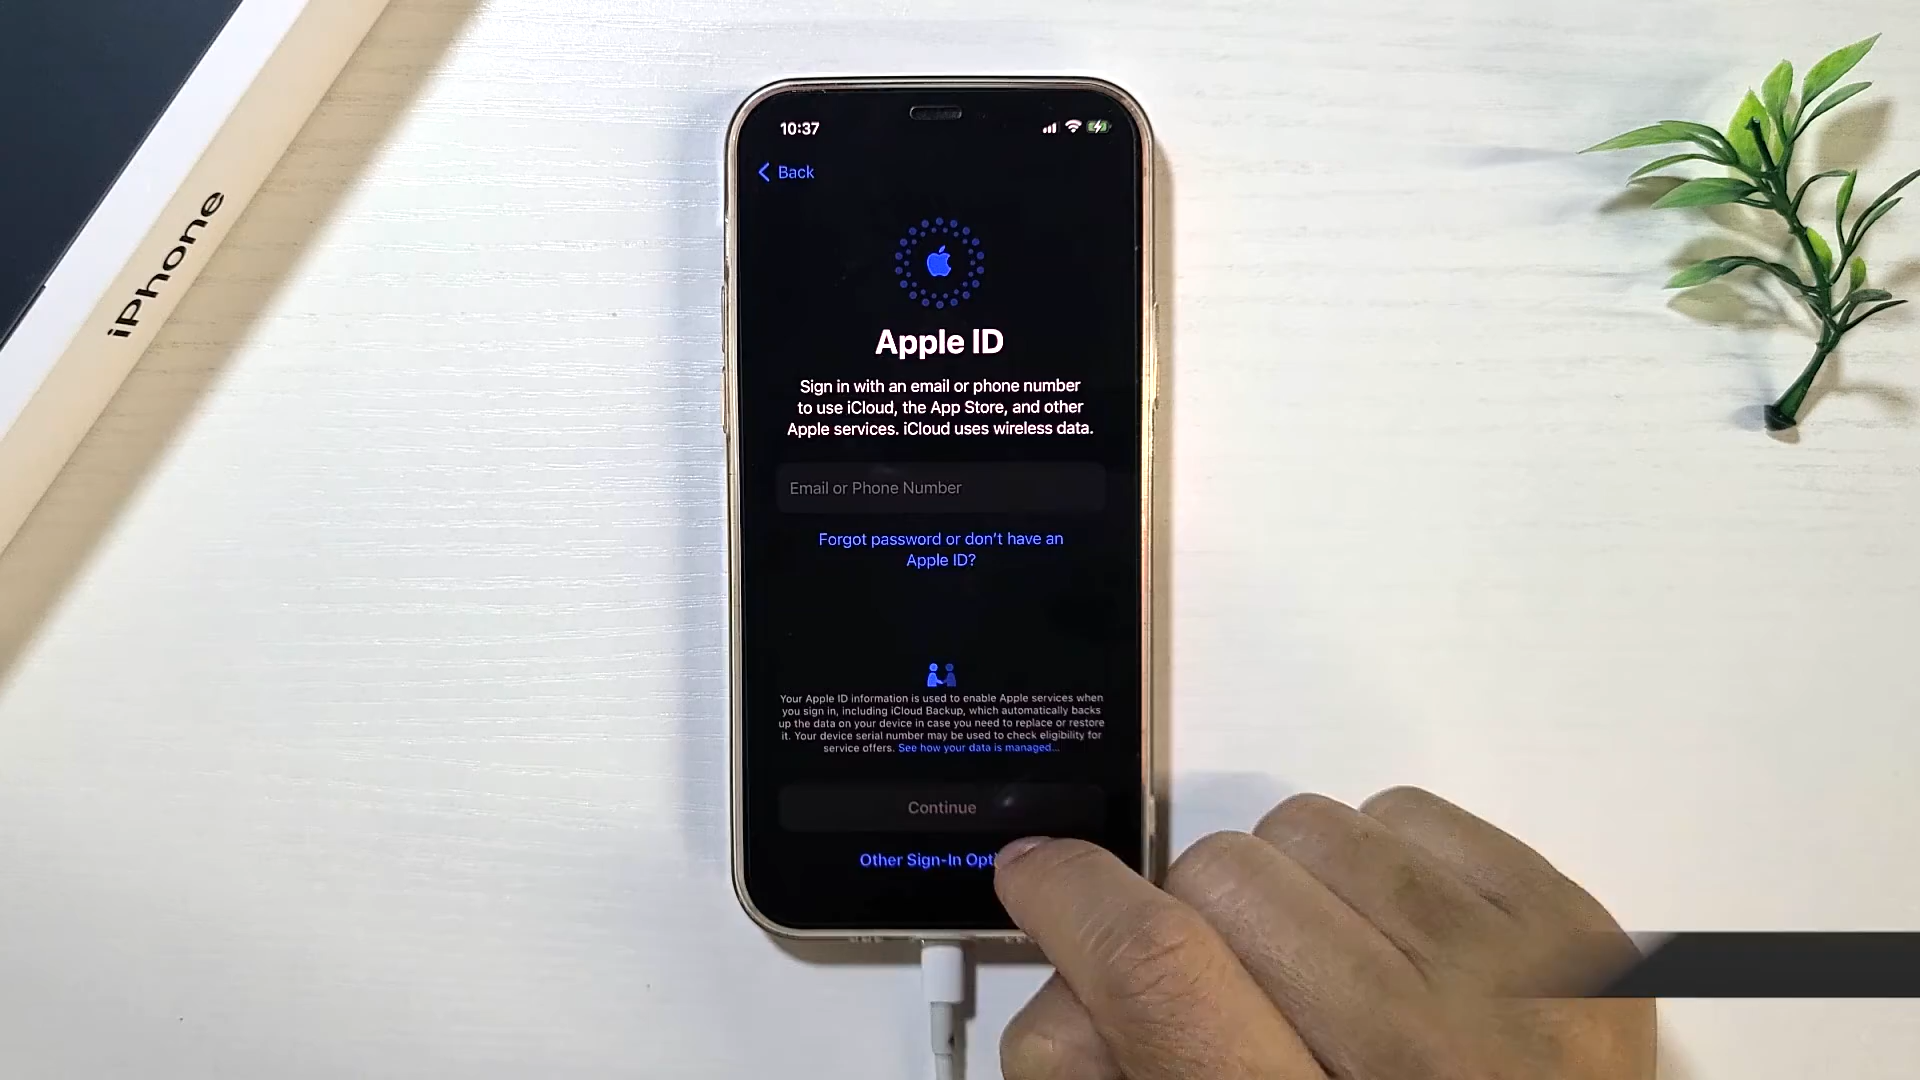 iPhone
10:37
Back
Apple ID
Sign in with an email or phone number
to use iCloud, the App Store, and other
Apple services. iCloud uses wireless data.
Email or Phone Number
Forgot password or don't have an
Apple ID?
Your Apple ID information is used to enable Apple services when
you sign in, including iCloud Backup, which automatically backs
up the data on your device in case you need to replace or restore
it. Your device serial number may be used to check eligibility for
service offers. See how your data is managed...
Continue
Other Sign-In